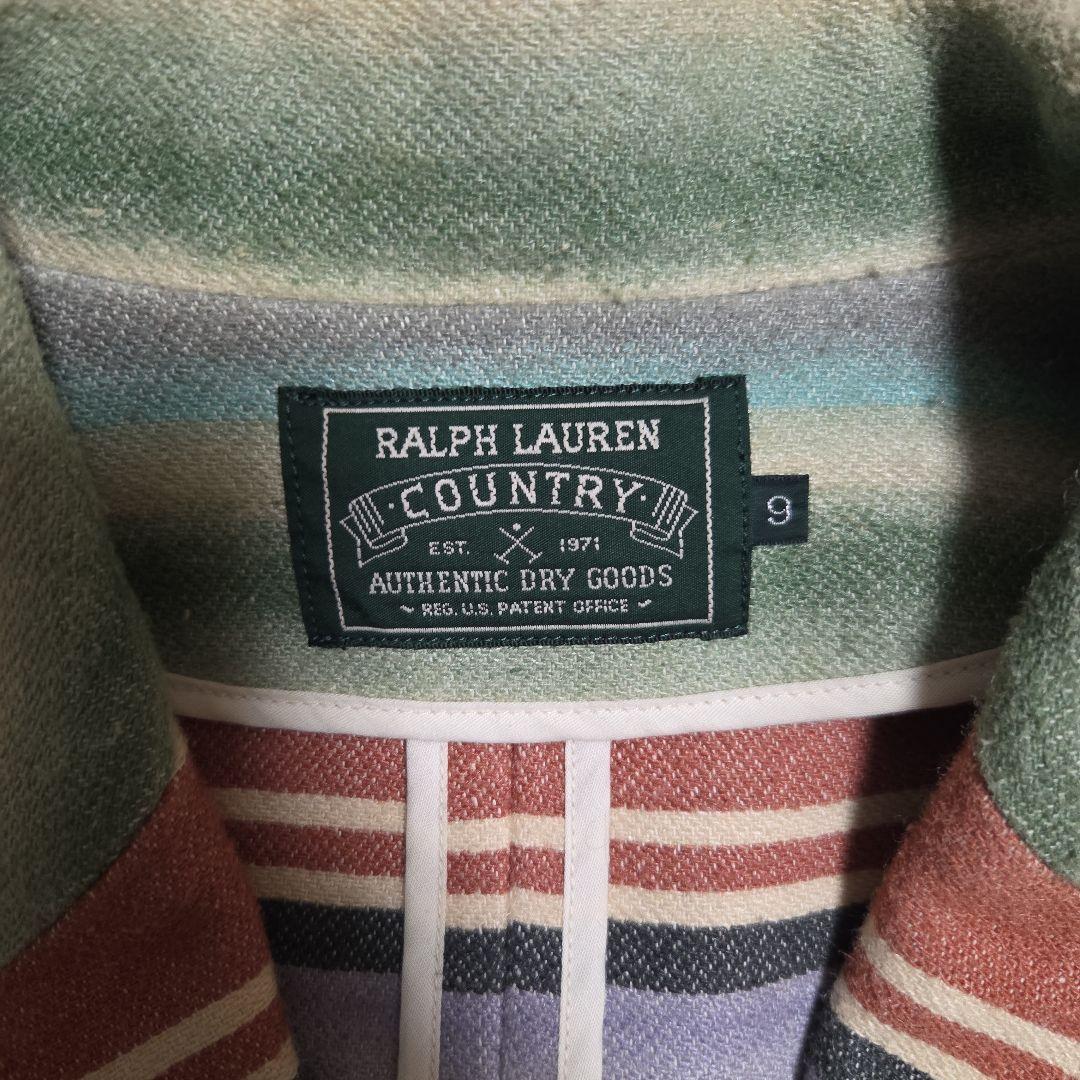 RALPH LAUREN
·COUNTRY·
EST. 1971
AUTHENTIC DRY GOODS
~ REG. U.S. PATENT OFFICE ~
9